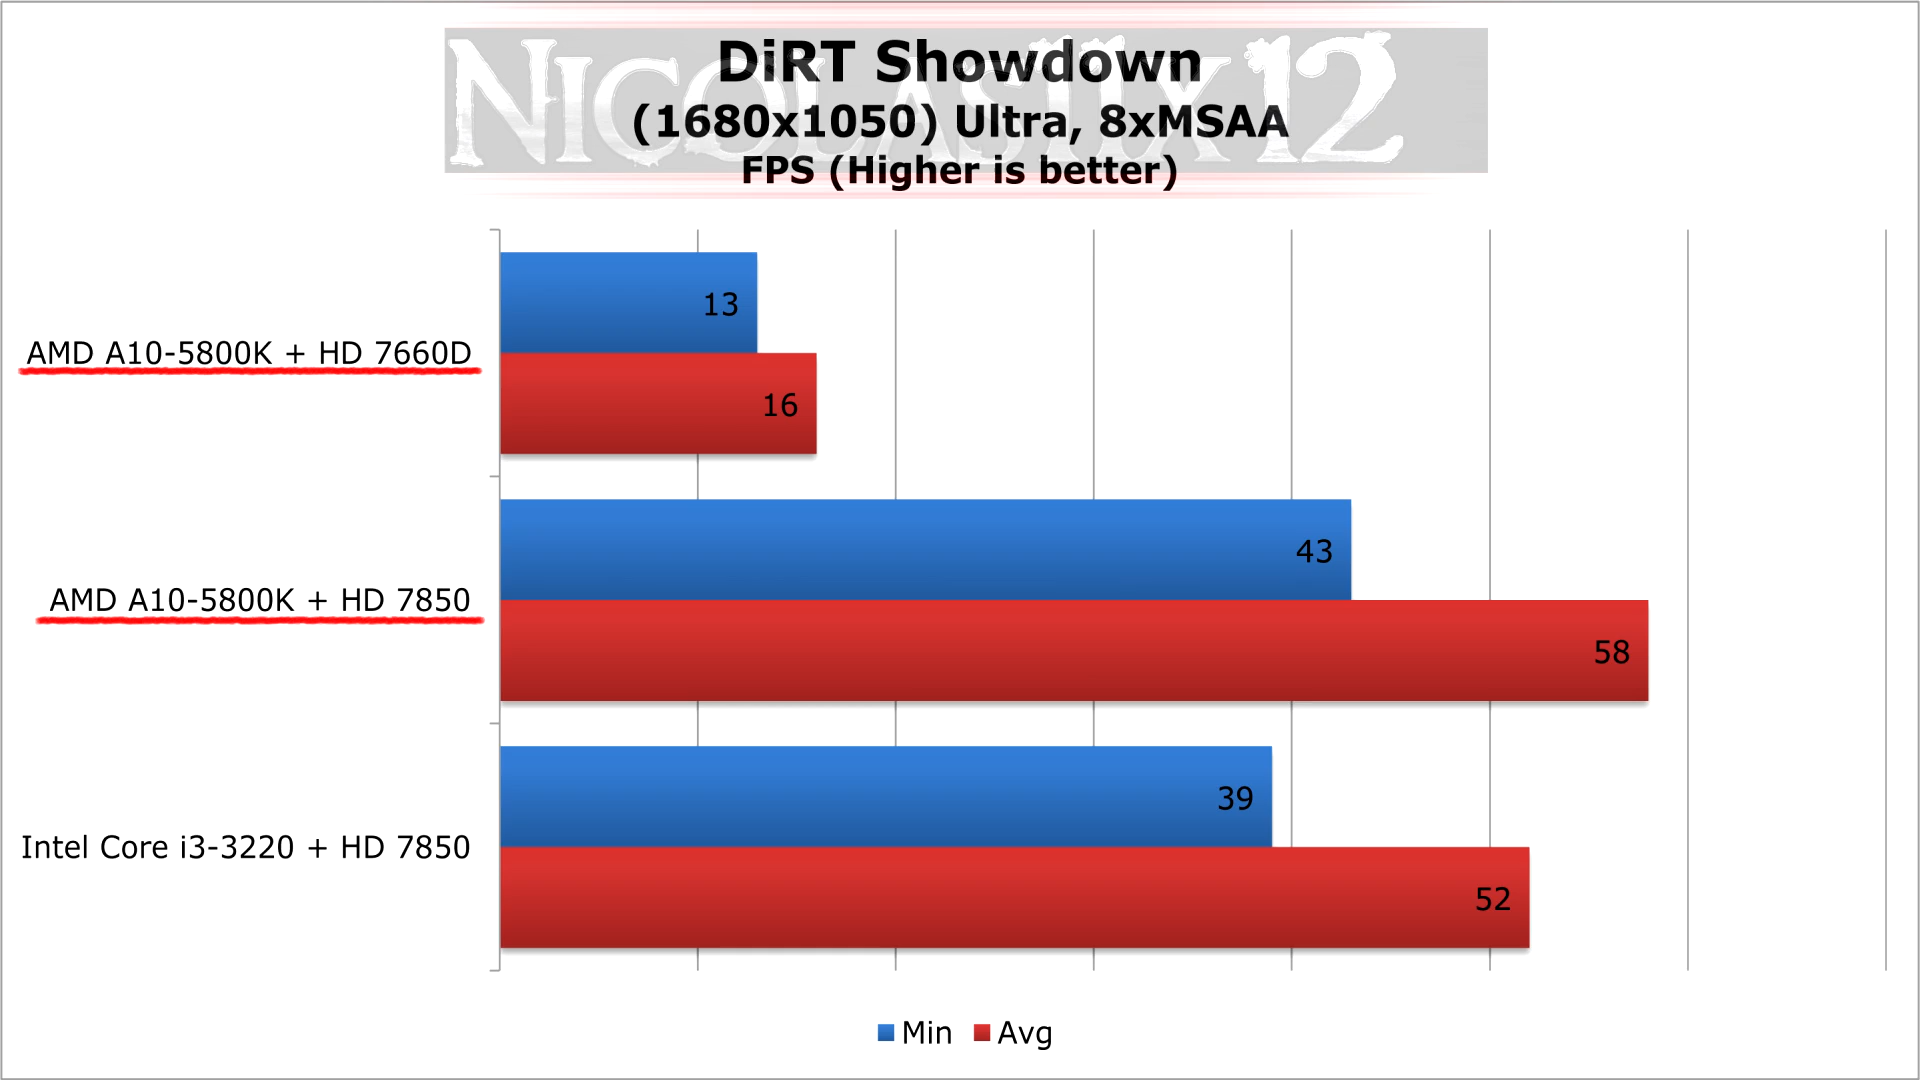 NICOLAS11X12
DiRT Showdown
(1680x1050) Ultra, 8xMSAA
FPS (Higher is better)
AMD A10-5800K + HD 7660D
13
16
AMD A10-5800K + HD 7850
43
58
Intel Core i3-3220 + HD 7850
39
52
Min Avg